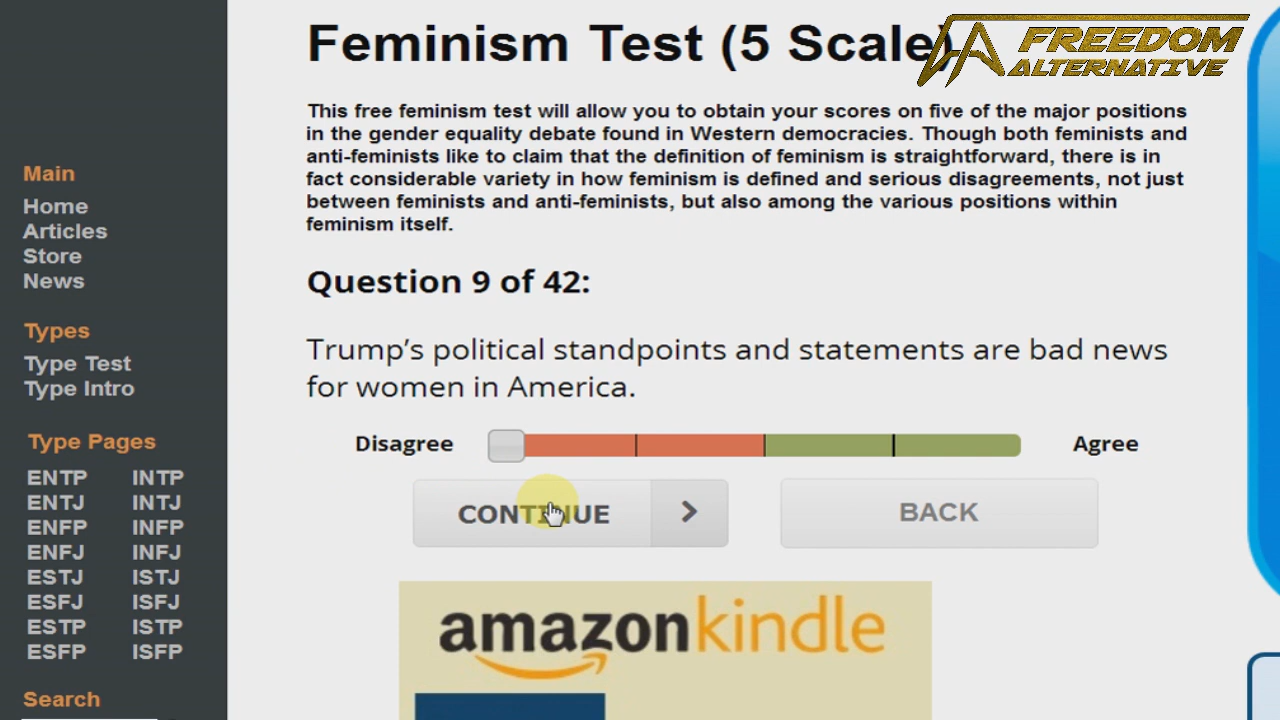 Feminism Test (5 Scale)
FREEDOM
ALTERNATIVE
This free feminism test will allow you to obtain your scores on five of the major positions
in the gender equality debate found in Western democracies. Though both feminists and
anti-feminists like to claim that the definition of feminism is straightforward, there is in
fact considerable variety in how feminism is defined and serious disagreements, not just
between feminists and anti-feminists, but also among the various positions within
feminism itself.
Main
Home
Articles
Store
News
Types
Type Test
Type Intro
Type Pages
ENTP INTP
ENTJ INTJ
ENFP INFP
ENFJ INFJ
ESTJ ISTJ
ESFJ ISFJ
ESTP ISTP
ESFP ISFP
Search
Question 9 of 42:
Trump’s political standpoints and statements are bad news
for women in America.
Disagree Agree
CONTINUE > BACK
amazonkindle